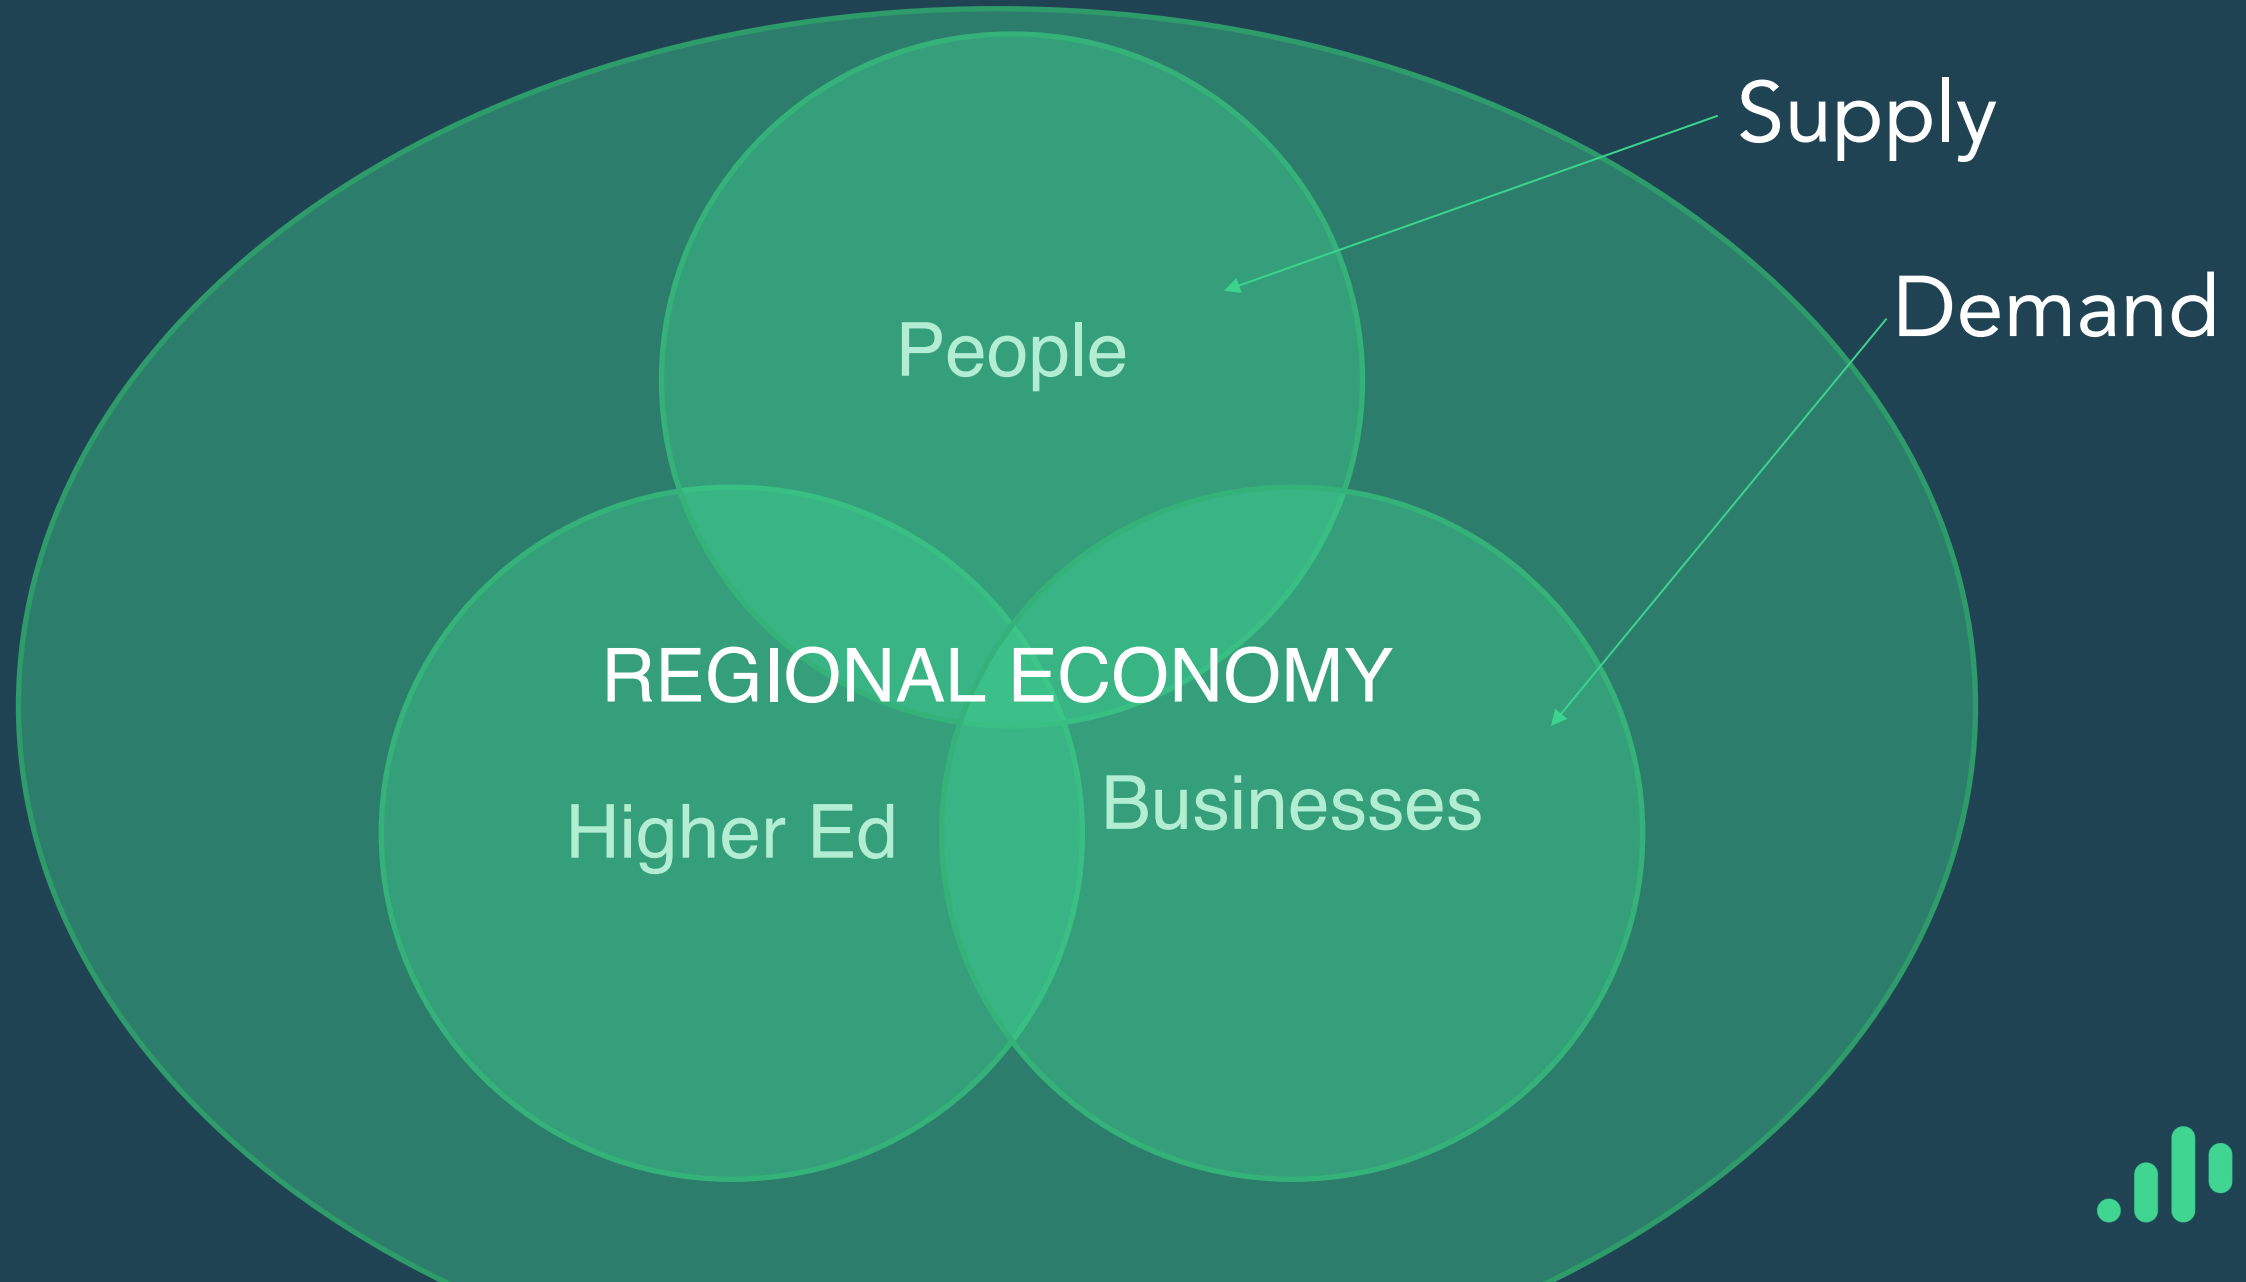 Supply
Demand
People
REGIONAL ECONOMY
Higher Ed
Businesses